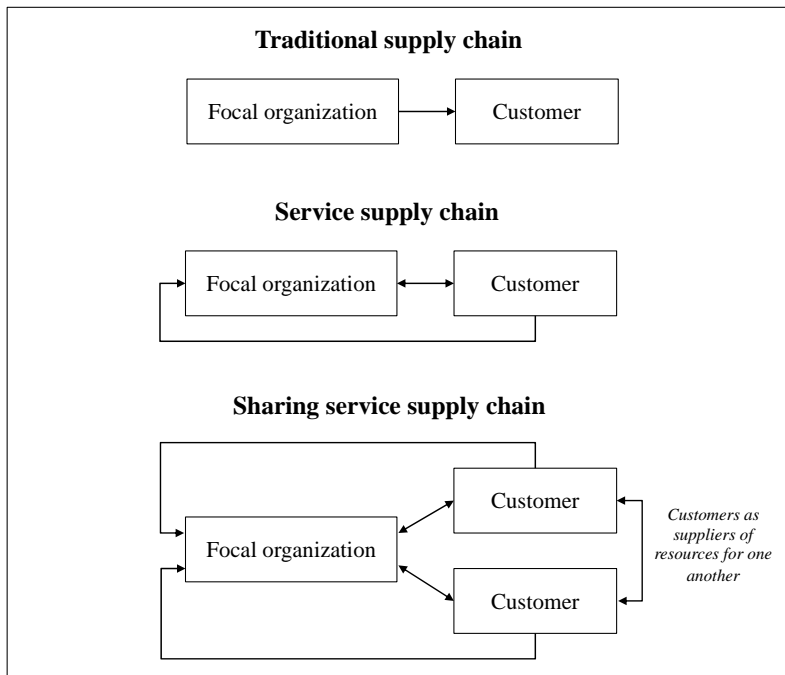 Traditional supply chain
Focal organization
Customer
Service supply chain
Focal organization
Customer
Sharing service supply chain
Customer
Focal organization
Customer
Customers as
suppliers of
resources for one
another